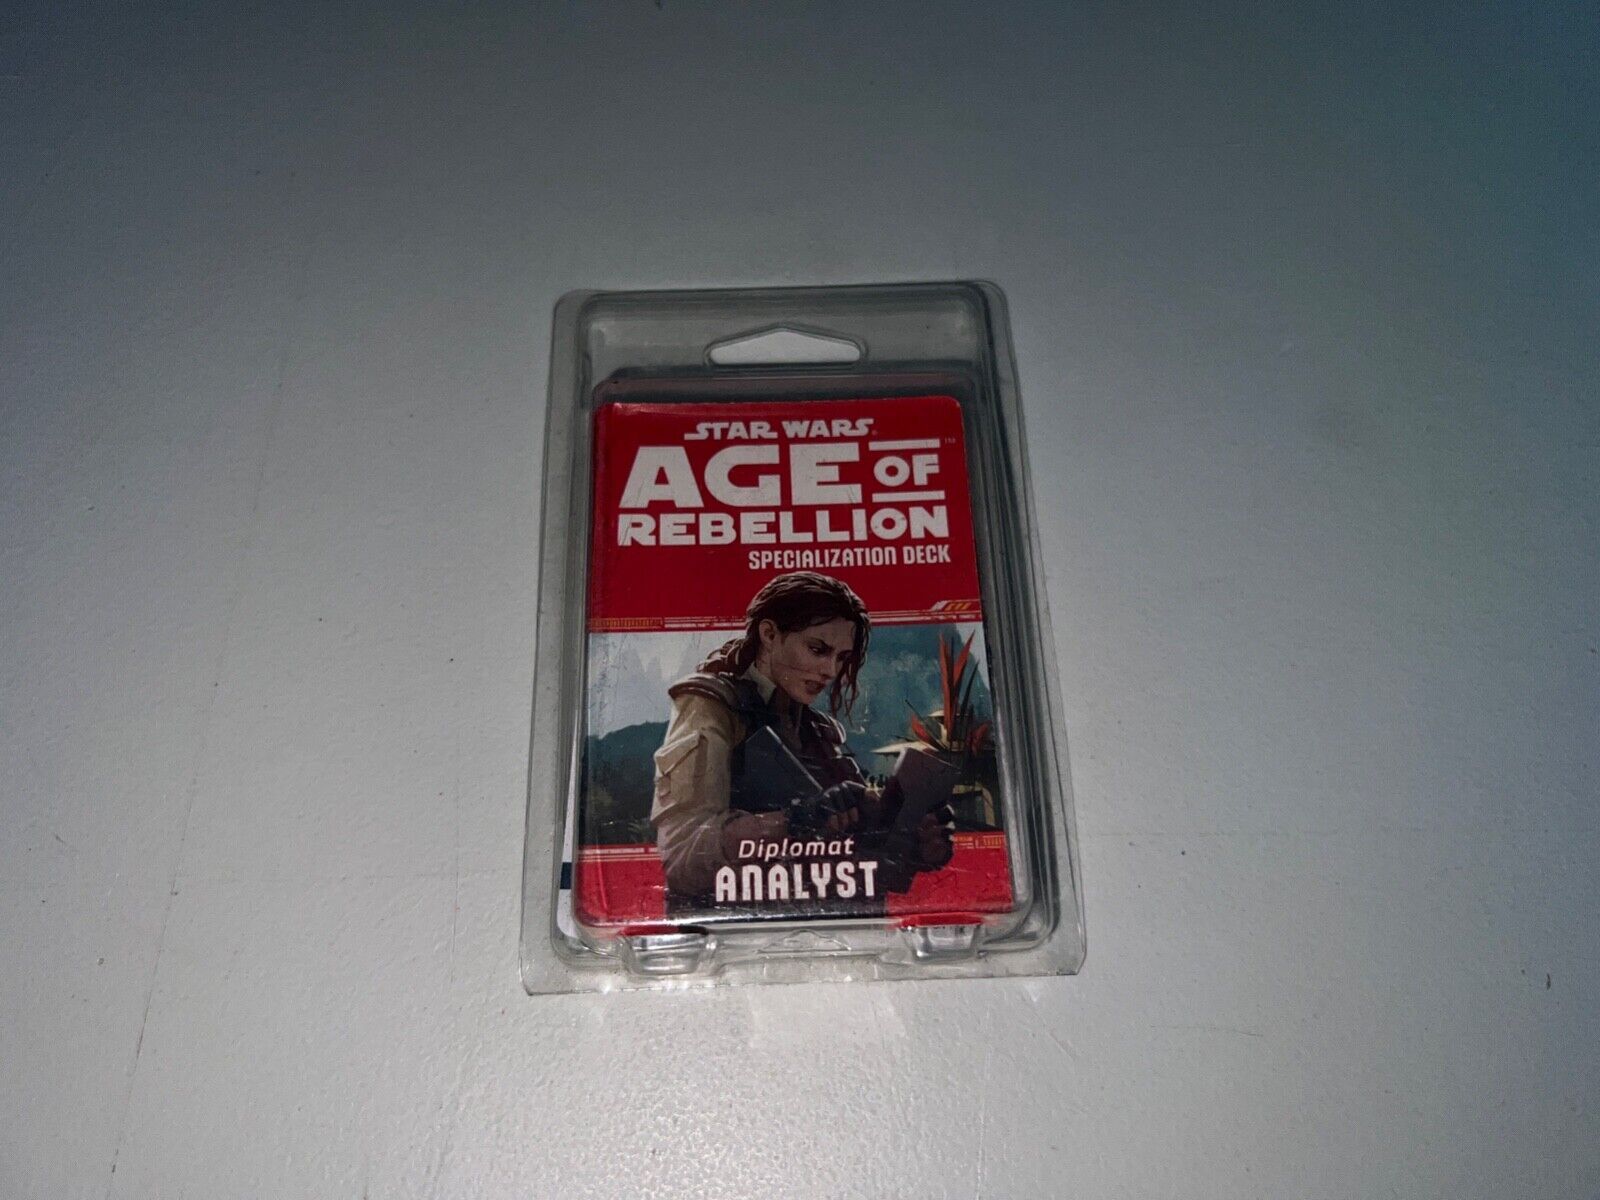 STAR WARS
AGE OF
REBELLION
SPECIALIZATION DECK
Diplomat
ANALYST